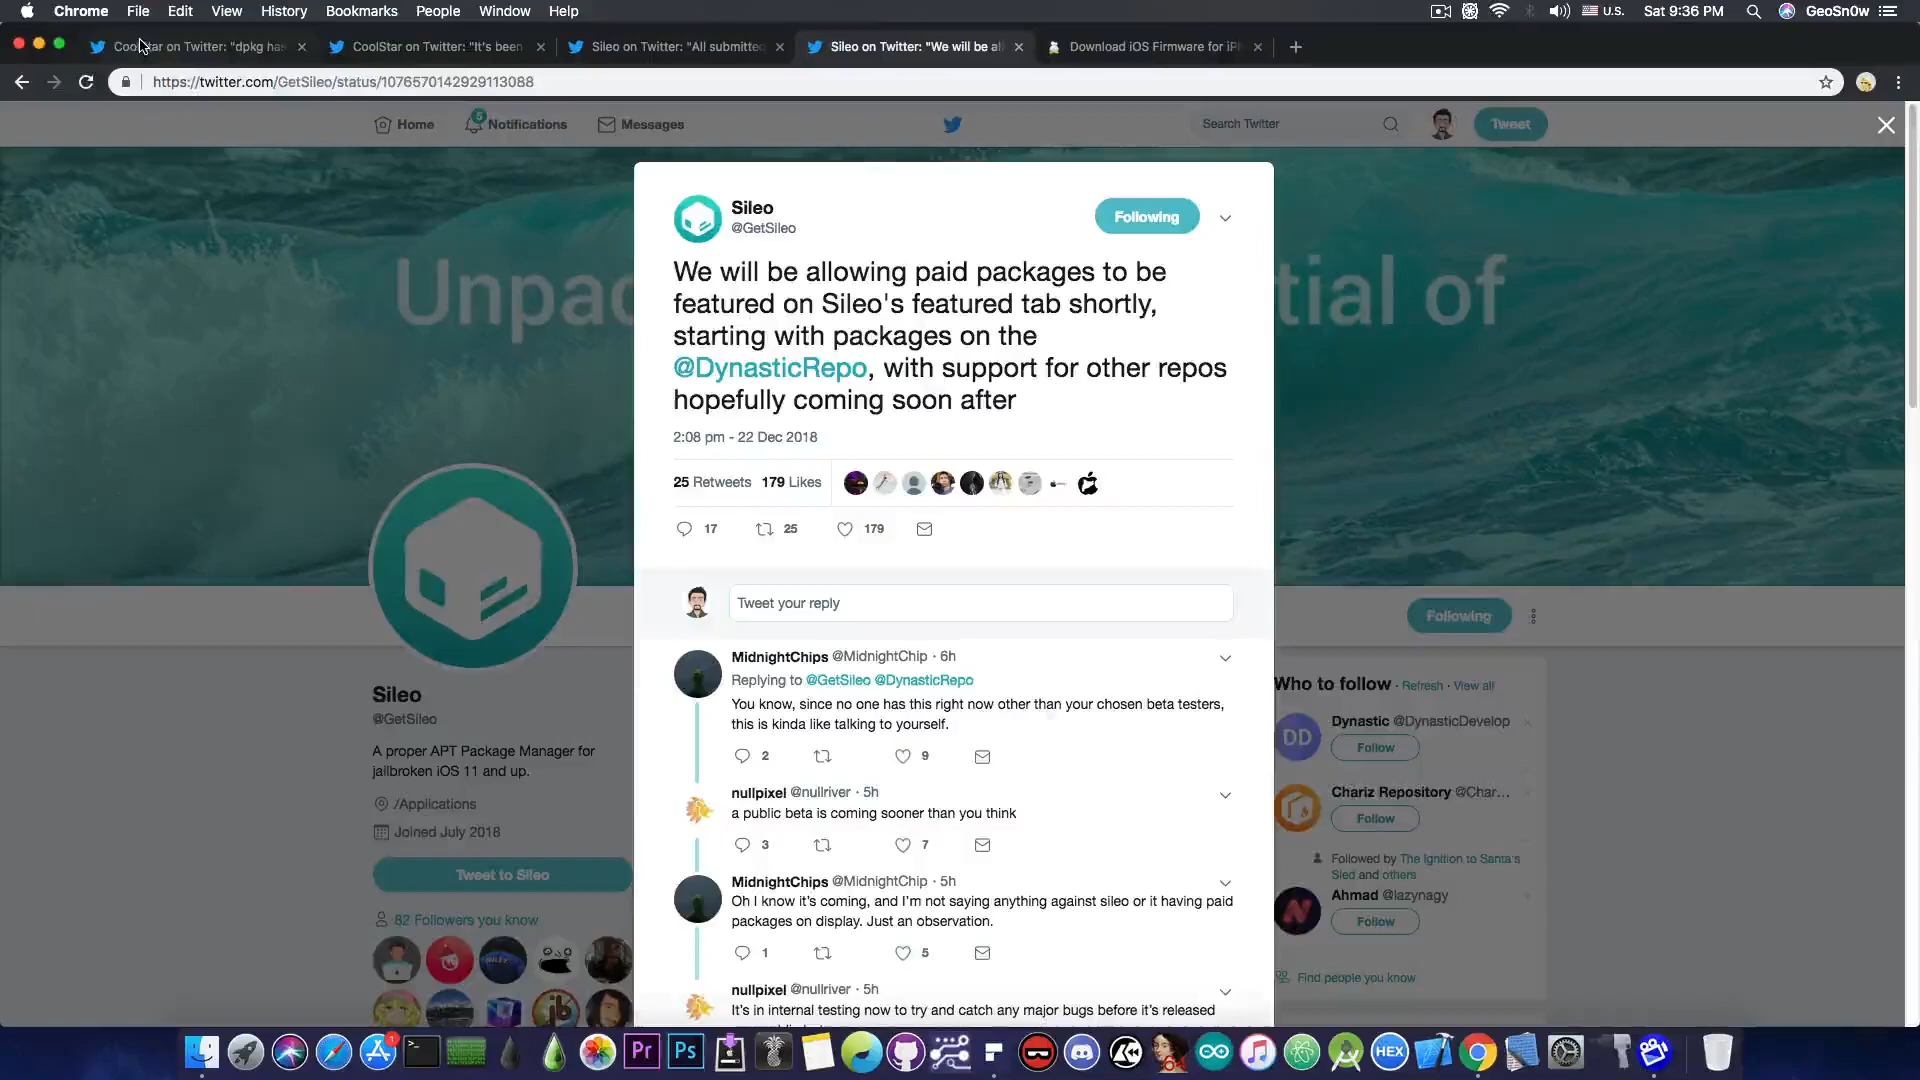 Chrome File Edit View History Bookmarks People Window Help U.S. Sat 9:36 PM GeoSn0w
CoolStar on Twitter: "dpkg has CoolStar on Twitter: "It's been Sileo on Twitter: "All submitted Sileo on Twitter: "We will be al Download iOS Firmware for iPh
https://twitter.com/GetSileo/status/1076570142929113088
Home 5 Notifications Messages Search Twitter Tweet
Unpac tial of
Sileo
@GetSileo
Following
We will be allowing paid packages to be
featured on Sileo's featured tab shortly,
starting with packages on the
@DynasticRepo, with support for other repos
hopefully coming soon after
2:08 pm - 22 Dec 2018
25 Retweets 179 Likes
17 25 179
Tweet your reply
MidnightChips @MidnightChip · 6h
Replying to @GetSileo @DynasticRepo
You know, since no one has this right now other than your chosen beta testers,
this is kinda like talking to yourself.
2 9
nullpixel @nullriver · 5h
a public beta is coming sooner than you think
3 7
MidnightChips @MidnightChip · 5h
Oh I know it's coming, and I'm not saying anything against sileo or it having paid
packages on display. Just an observation.
1 5
nullpixel @nullriver · 5h
It's in internal testing now to try and catch any major bugs before it's released
Sileo
@GetSileo
A proper APT Package Manager for
jailbroken iOS 11 and up.
/Applications
Joined July 2018
Tweet to Sileo
82 Followers you know
Following
Who to follow · Refresh · View all
Dynastic @DynasticDevelop
Follow
Chariz Repository @Char...
Follow
Followed by The Ignition to Santa's
Sled and others
Ahmad @lazynagy
Follow
Find people you know
DD
1
Pr Ps 64 HEX